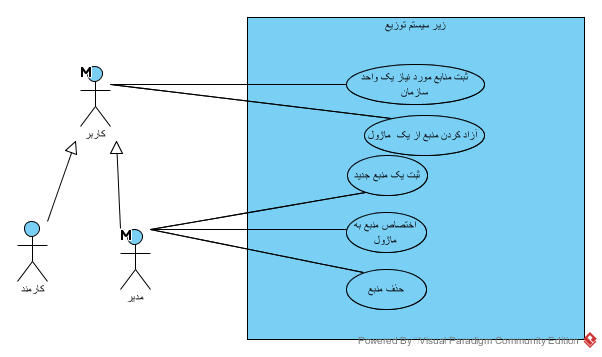 زیر سیستم توزیع
M
ثبت منابع مورد نیاز یک واحد
سازمان
کاربر
آزاد کردن منبع از یک ماژول
ثبت یک منبع جدید
اختصاص منبع به
ماژول
M
کارمند
مدیر
حذف منبع
Powered By: Visual Paradigm Community Edition